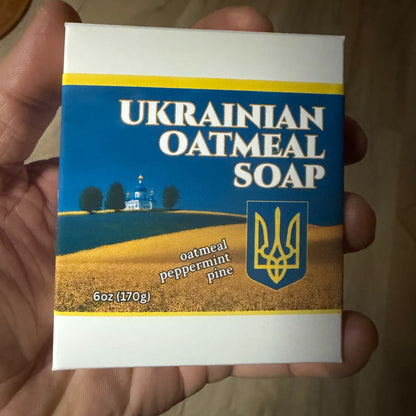 UKRAINIAN
OATMEAL
SOAP
oatmeal
peppermint
pine
6oz (170g)